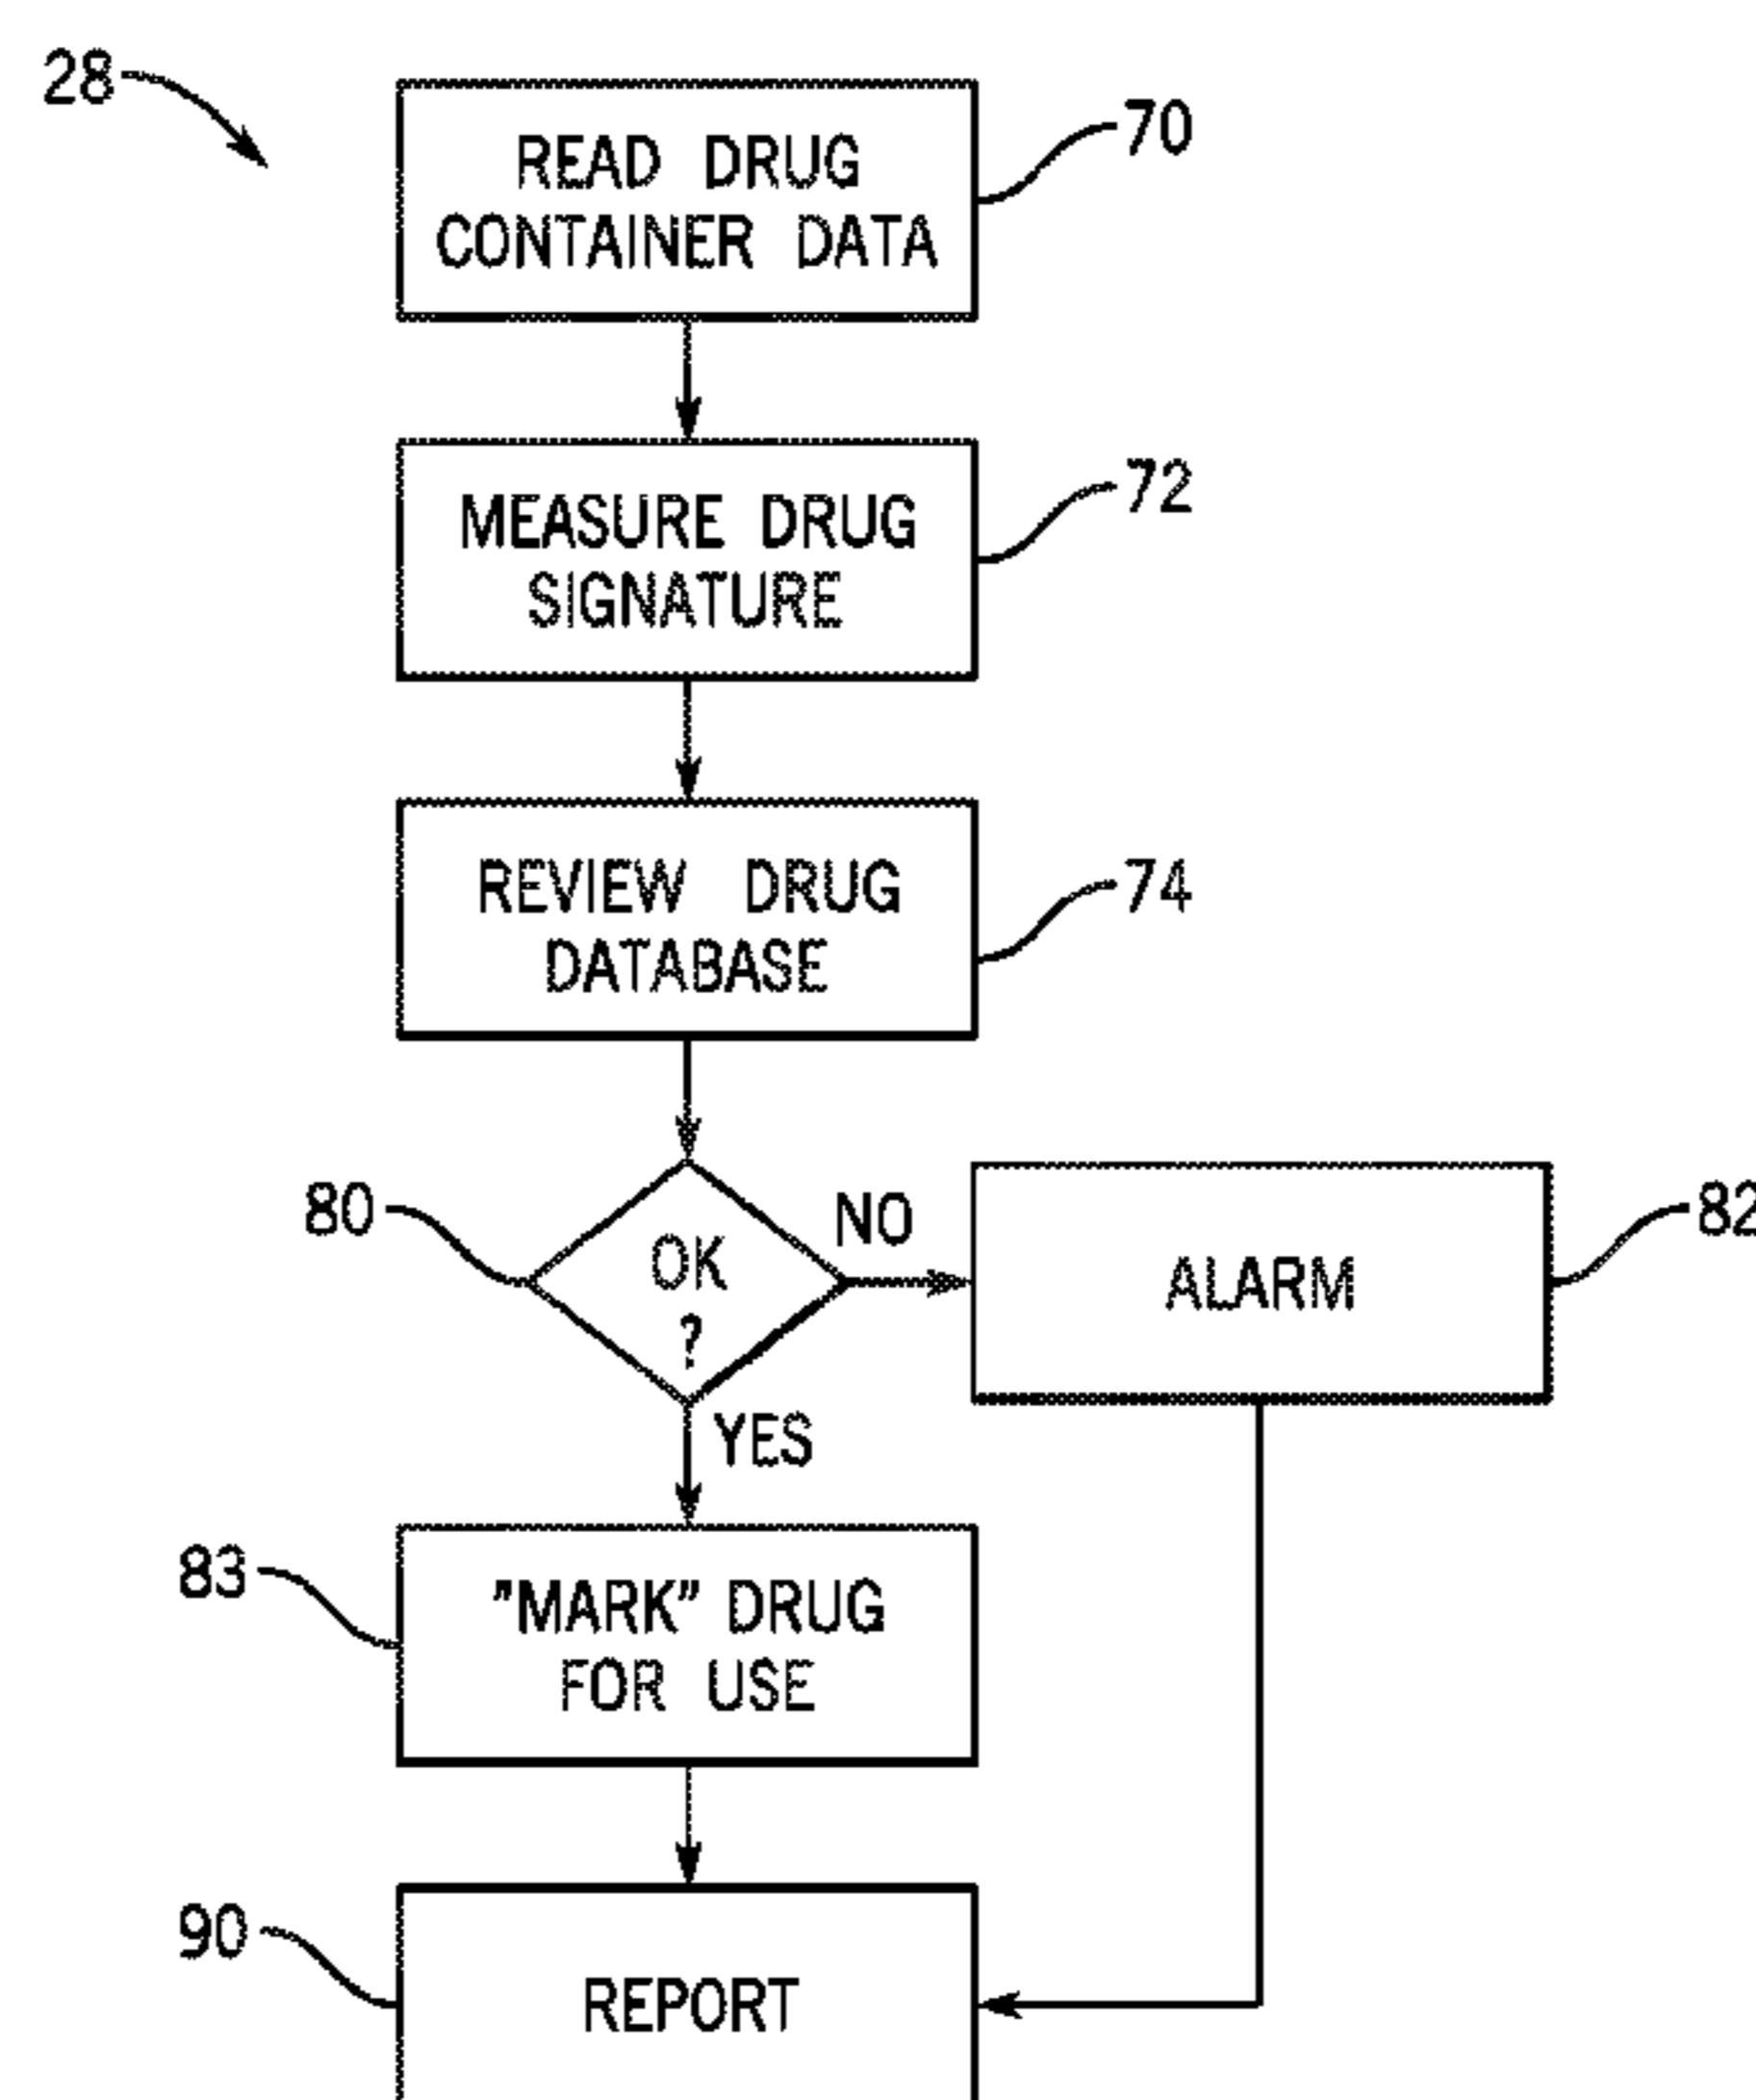 28
READ DRUG
CONTAINER DATA
70
MEASURE DRUG
SIGNATURE
72
REVIEW DRUG
DATABASE
74
80
OK
?
NO
ALARM
82
YES
83
"MARK" DRUG
FOR USE
90
REPORT